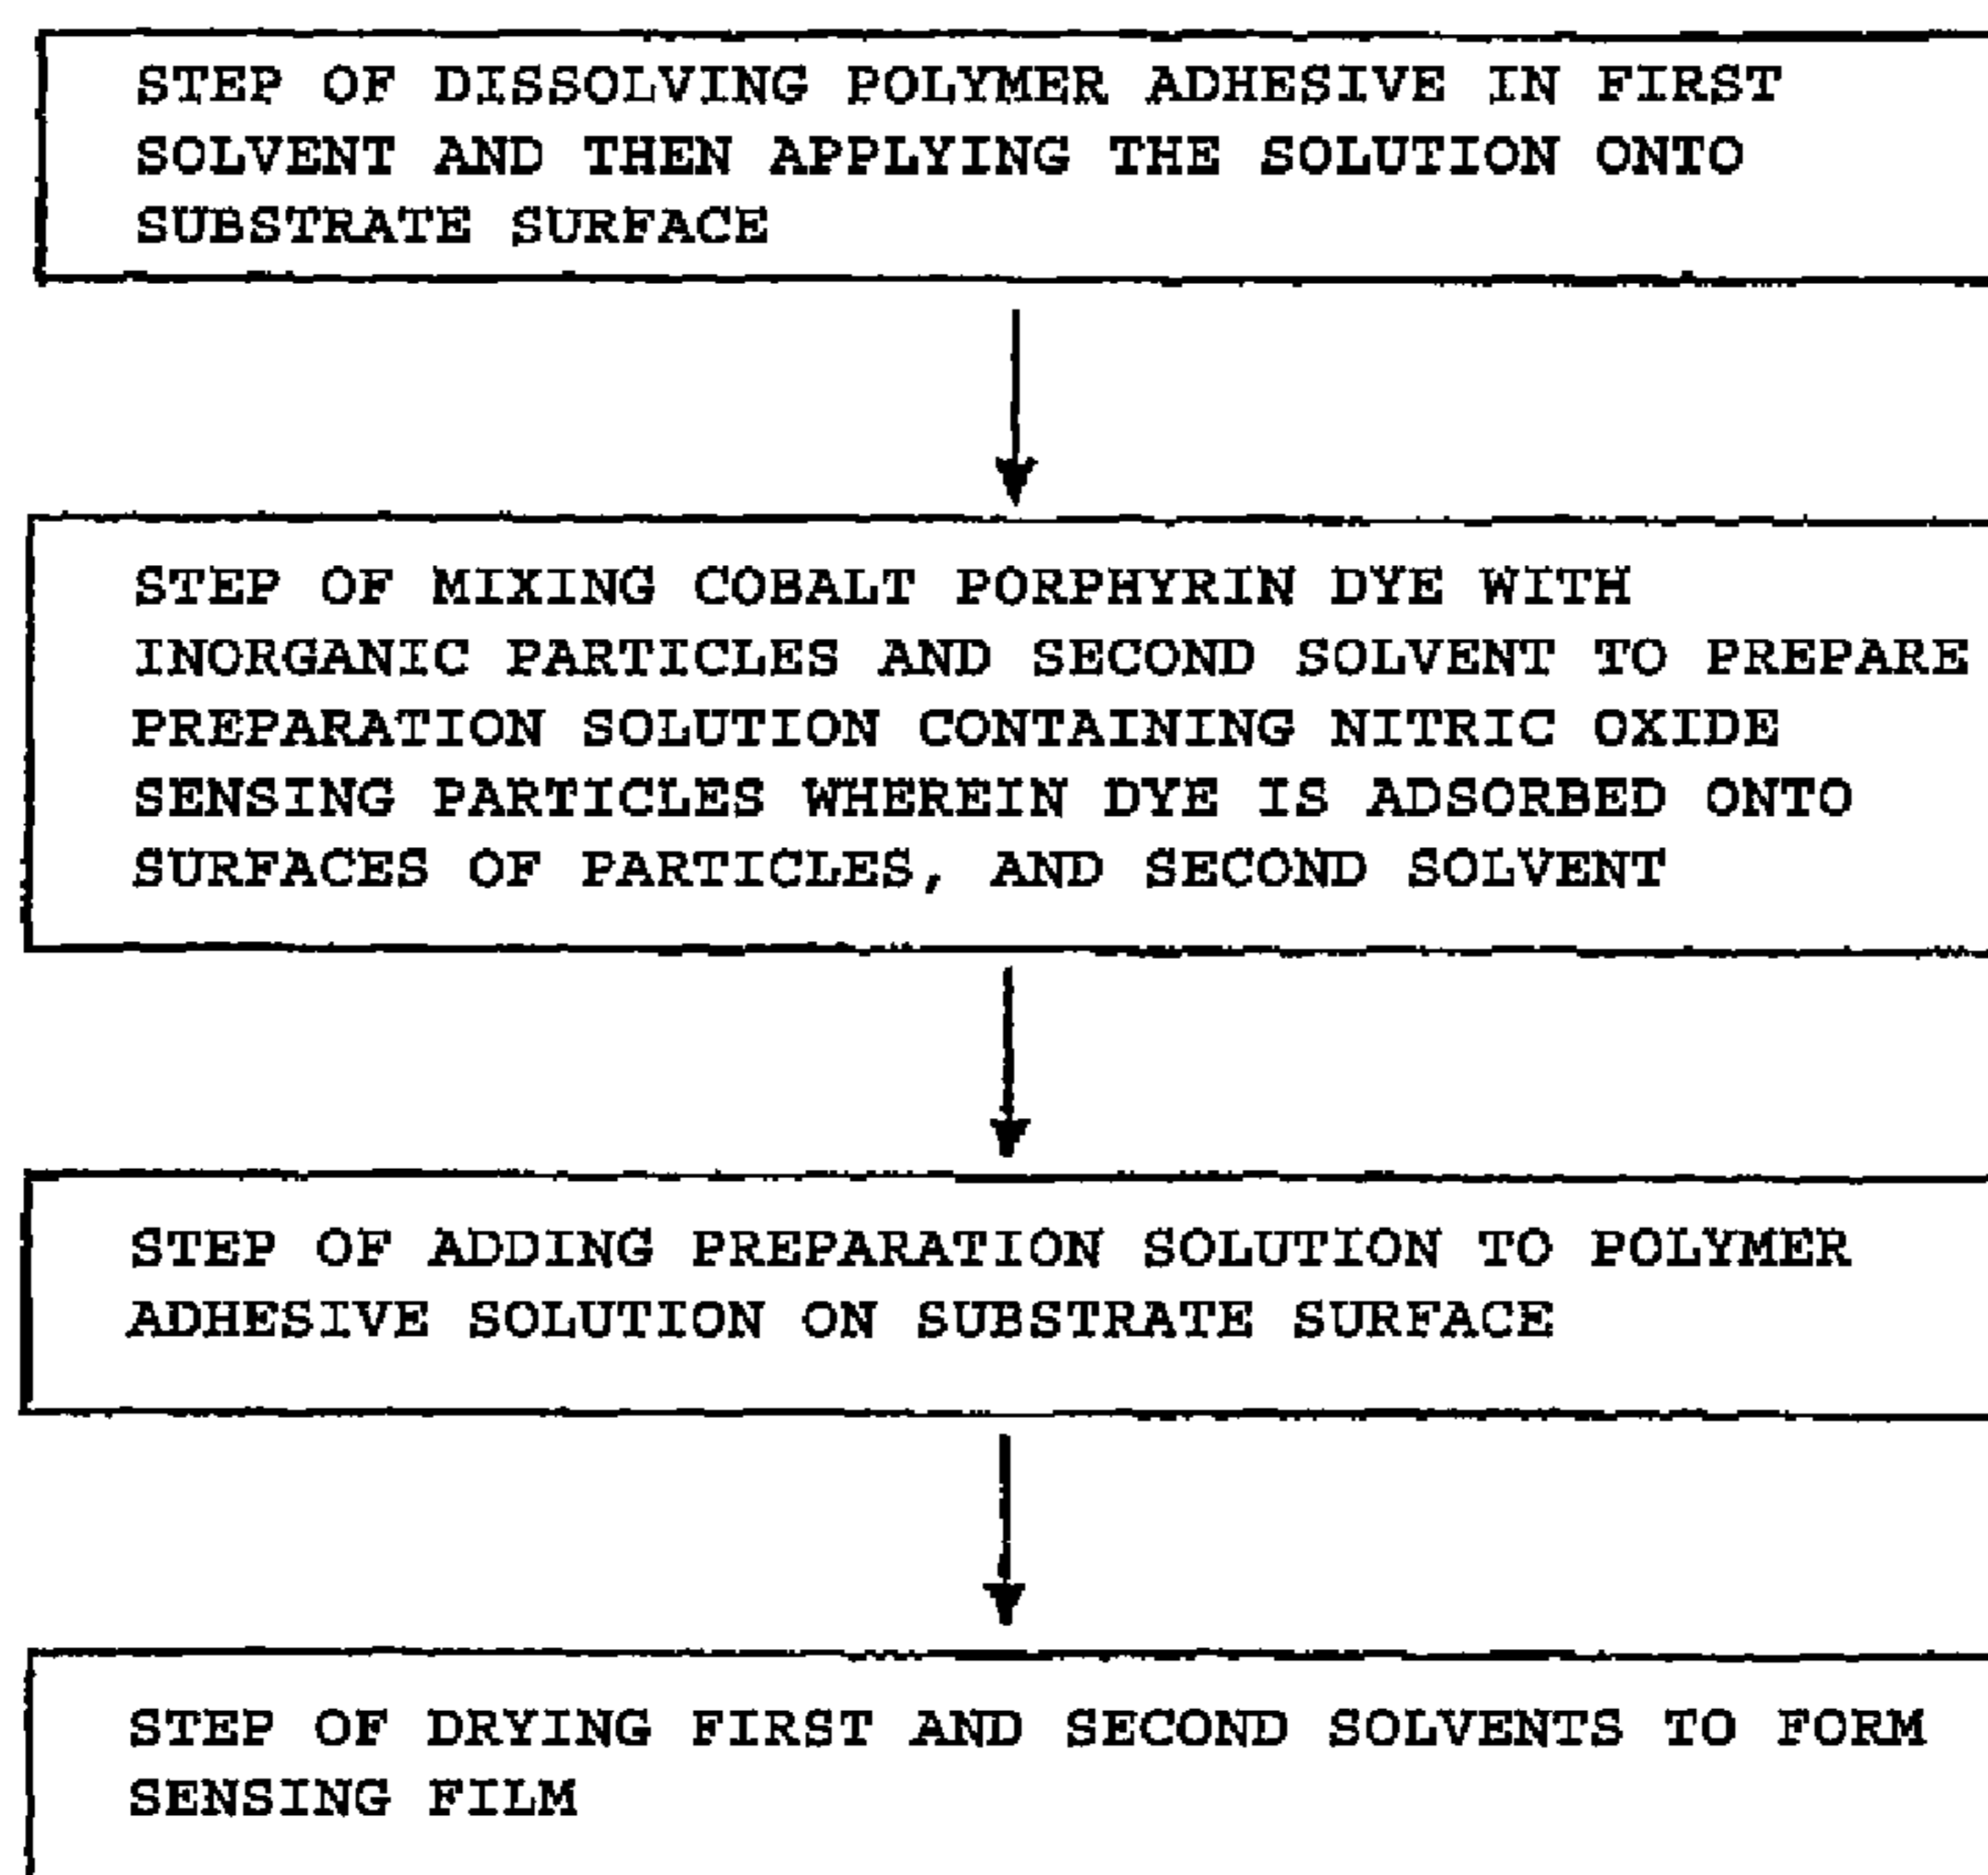 STEP OF DISSOLVING POLYMER ADHESIVE IN FIRST
SOLVENT AND THEN APPLYING THE SOLUTION ONTO
SUBSTRATE SURFACE
STEP OF MIXING COBALT PORPHYRIN DYE WITH
INORGANIC PARTICLES AND SECOND SOLVENT TO PREPARE
PREPARATION SOLUTION CONTAINING NITRIC OXIDE
SENSING PARTICLES WHEREIN DYE IS ADSORBED ONTO
SURFACES OF PARTICLES, AND SECOND SOLVENT
STEP OF ADDING PREPARATION SOLUTION TO POLYMER
ADHESIVE SOLUTION ON SUBSTRATE SURFACE
STEP OF DRYING FIRST AND SECOND SOLVENTS TO FORM
SENSING FILM